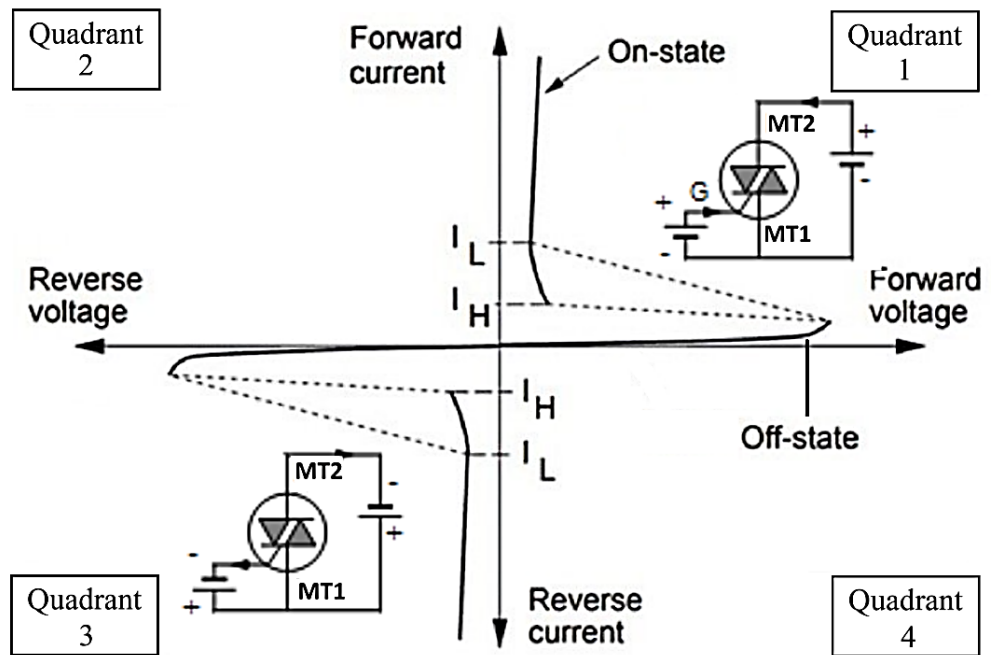 Quadrant
2
Forward
current
On-state
Quadrant
1
MT2
+
-
G
+
-
MT1
I L
I H
Reverse
voltage
Forward
voltage
I H
I L
Off-state
MT2
-
+
-
+
MT1
Quadrant
3
Reverse
current
Quadrant
4